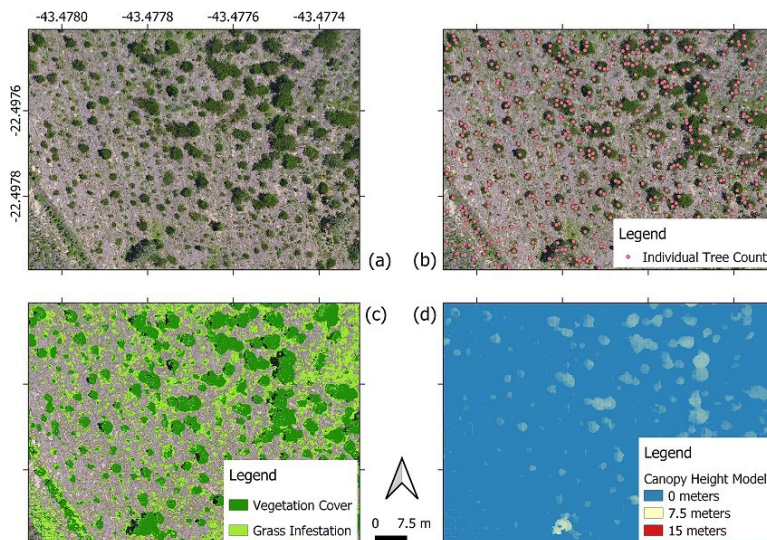 -43.4780 -43.4778 -43.4776 -43.4774
-22.4976
-22.4978
(a)
(b)
Legend
Individual Tree Count
(c)
(d)
Legend
Vegetation Cover
Grass Infestation
0 7.5 m
Legend
Canopy Height Model
0 meters
7.5 meters
15 meters